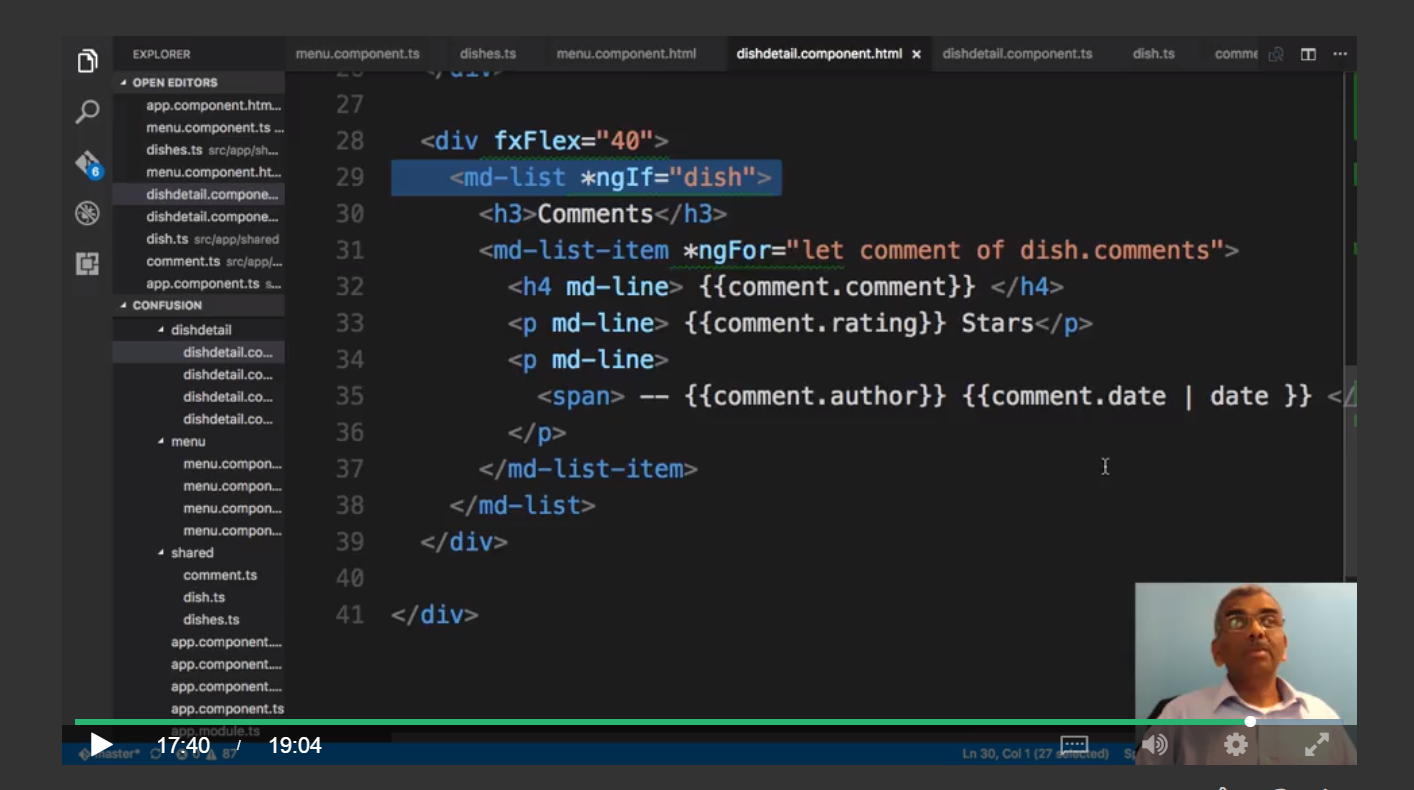 EXPLORER
menu.component.ts dishes.ts menu.component.html dishdetail.component.html × dishdetail.component.ts dish.ts comme
OPEN EDITORS
app.component.htm...
menu.component.ts ...
dishes.ts src/app/sh...
menu.component.ht...
dishdetail.compone...
dishdetail.compone...
dish.ts src/app/shared
comment.ts src/app/...
app.component.ts s...
6
CONFUSION
dishdetail
dishdetail.co...
dishdetail.co...
dishdetail.co...
dishdetail.co...
menu
menu.compon...
menu.compon...
menu.compon...
menu.compon...
shared
comment.ts
dish.ts
dishes.ts
app.component....
app.component....
app.component....
app.component.ts
app.module.ts
27
28 <div fxFlex="40">
29 <md-list *ngIf="dish">
30 <h3>Comments</h3>
31 <md-list-item *ngFor="let comment of dish.comments">
32 <h4 md-line> {{comment.comment}} </h4>
33 <p md-line> {{comment.rating}} Stars</p>
34 <p md-line>
35 <span> -- {{comment.author}} {{comment.date | date }} </
36 </p>
37 </md-list-item>
38 </md-list>
39 </div>
40
41 </div>
17:40 / 19:04
master* 0 87
Ln 30, Col 1 (27 selected)